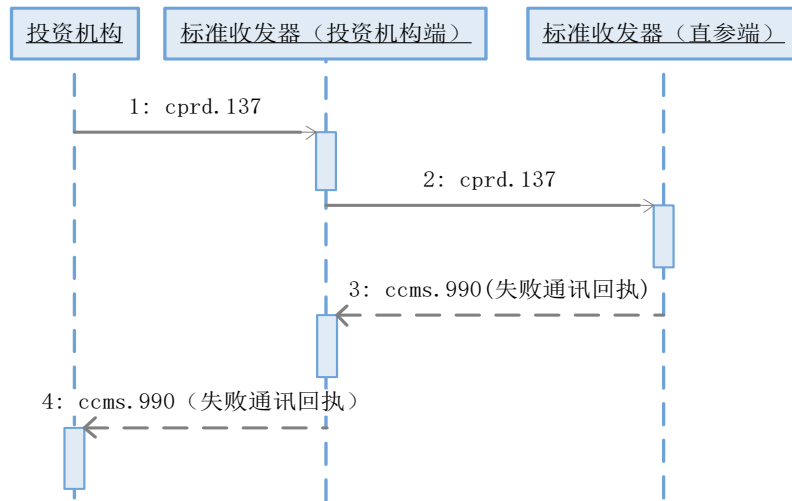 投资机构
标准收发器（投资机构端）
标准收发器（直参端）
1: cprd.137
2: cprd.137
3: ccms.990(失败通讯回执)
4: ccms.990（失败通讯回执）